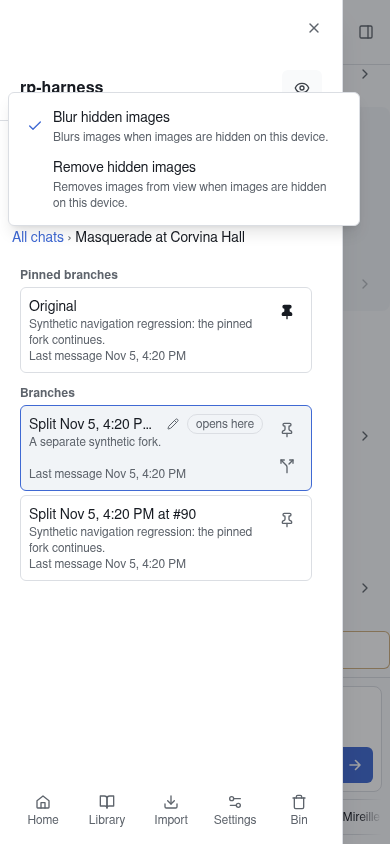 rp-harness
Blur hidden images
Blurs images when images are hidden on this device.
Remove hidden images
Removes images from view when images are hidden
on this device.
All chats › Masquerade at Corvina Hall
Pinned branches
Original
Synthetic navigation regression: the pinned
fork continues.
Last message Nov 5, 4:20 PM
Branches
Split Nov 5, 4:20 P... opens here
A separate synthetic fork.
Last message Nov 5, 4:20 PM
Split Nov 5, 4:20 PM at #90
Synthetic navigation regression: the pinned
fork continues.
Last message Nov 5, 4:20 PM
Mireille
Home Library Import Settings Bin